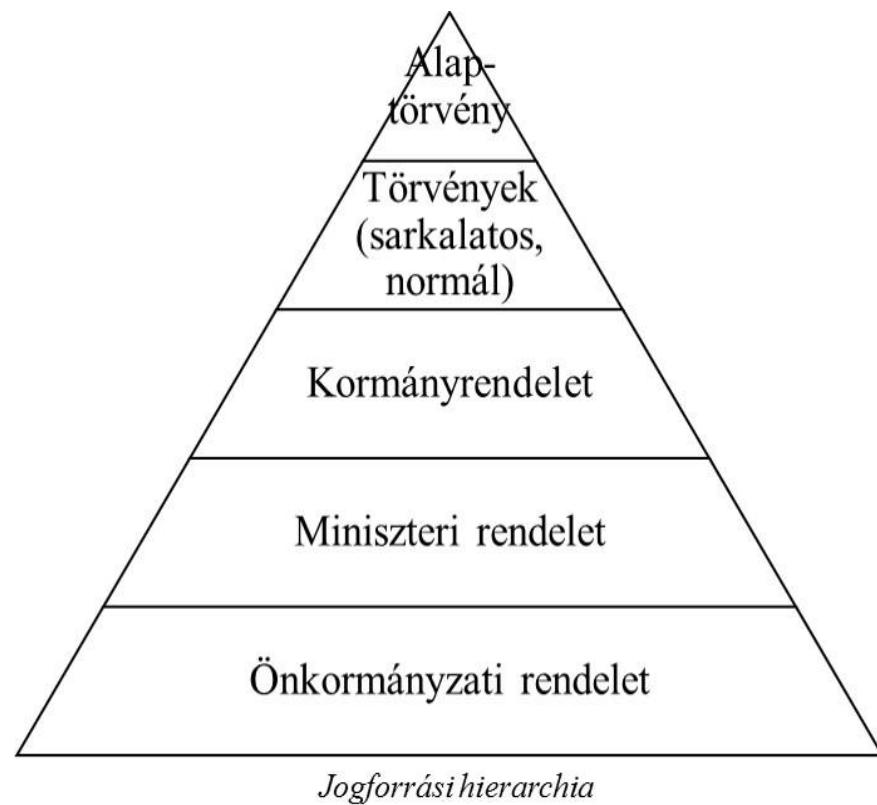 Alap-
törvény
Törvények
(sarkalatos,
normál)
Kormányrendelet
Miniszteri rendelet
Önkormányzati rendelet
Jogforrási hierarchia